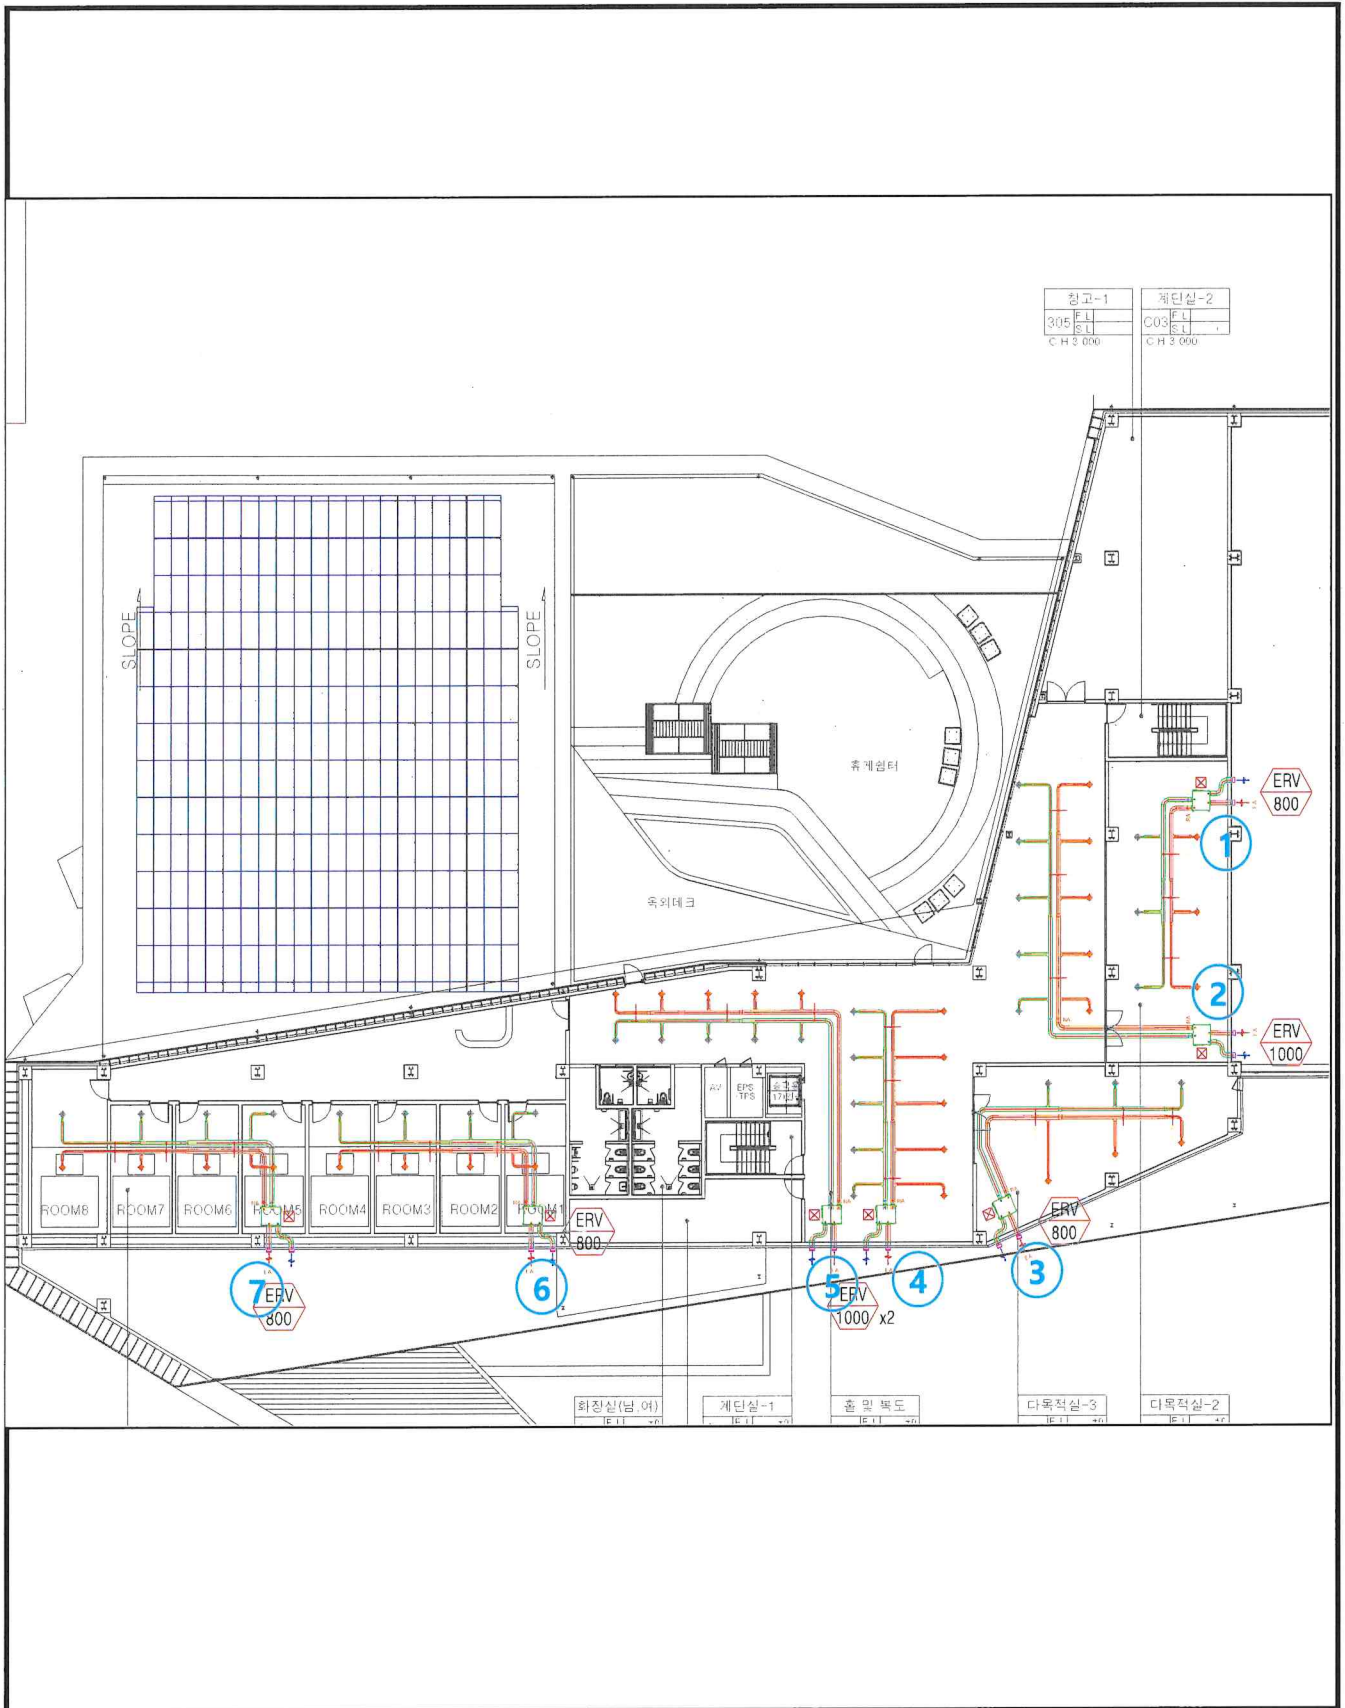 창고-1
305
F L
S L
C H 3 000
계단실-2
C03
F L
S L
C H 3 000
SLOPE
SLOPE
휴게쉼터
옥외데크
ERV
800
1
2
ERV
1000
AV
EPS
TPS
ROOM8
ROOM7
ROOM6
ROOM5
ROOM4
ROOM3
ROOM2
ROOM1
ERV
800
ERV
800
3
4
5
ERV
1000 x2
6
7
ERV
800
화장실(남,여)
계단실-1
홀 및 복도
다목적실-3
다목적실-2